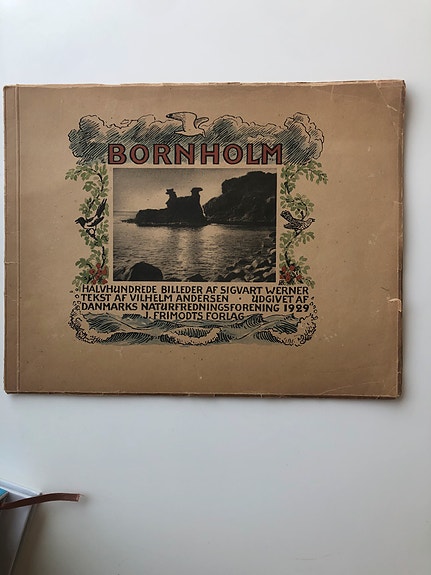 BORNHOLM
HALVHUNDREDE BILLEDER AF SIGVART WERNER
TEKST AF VILHELM ANDERSEN · UDGIVET AF
DANMARKS NATURFREDNINGSFORENING 1929
J. FRIMODTS FORLAG